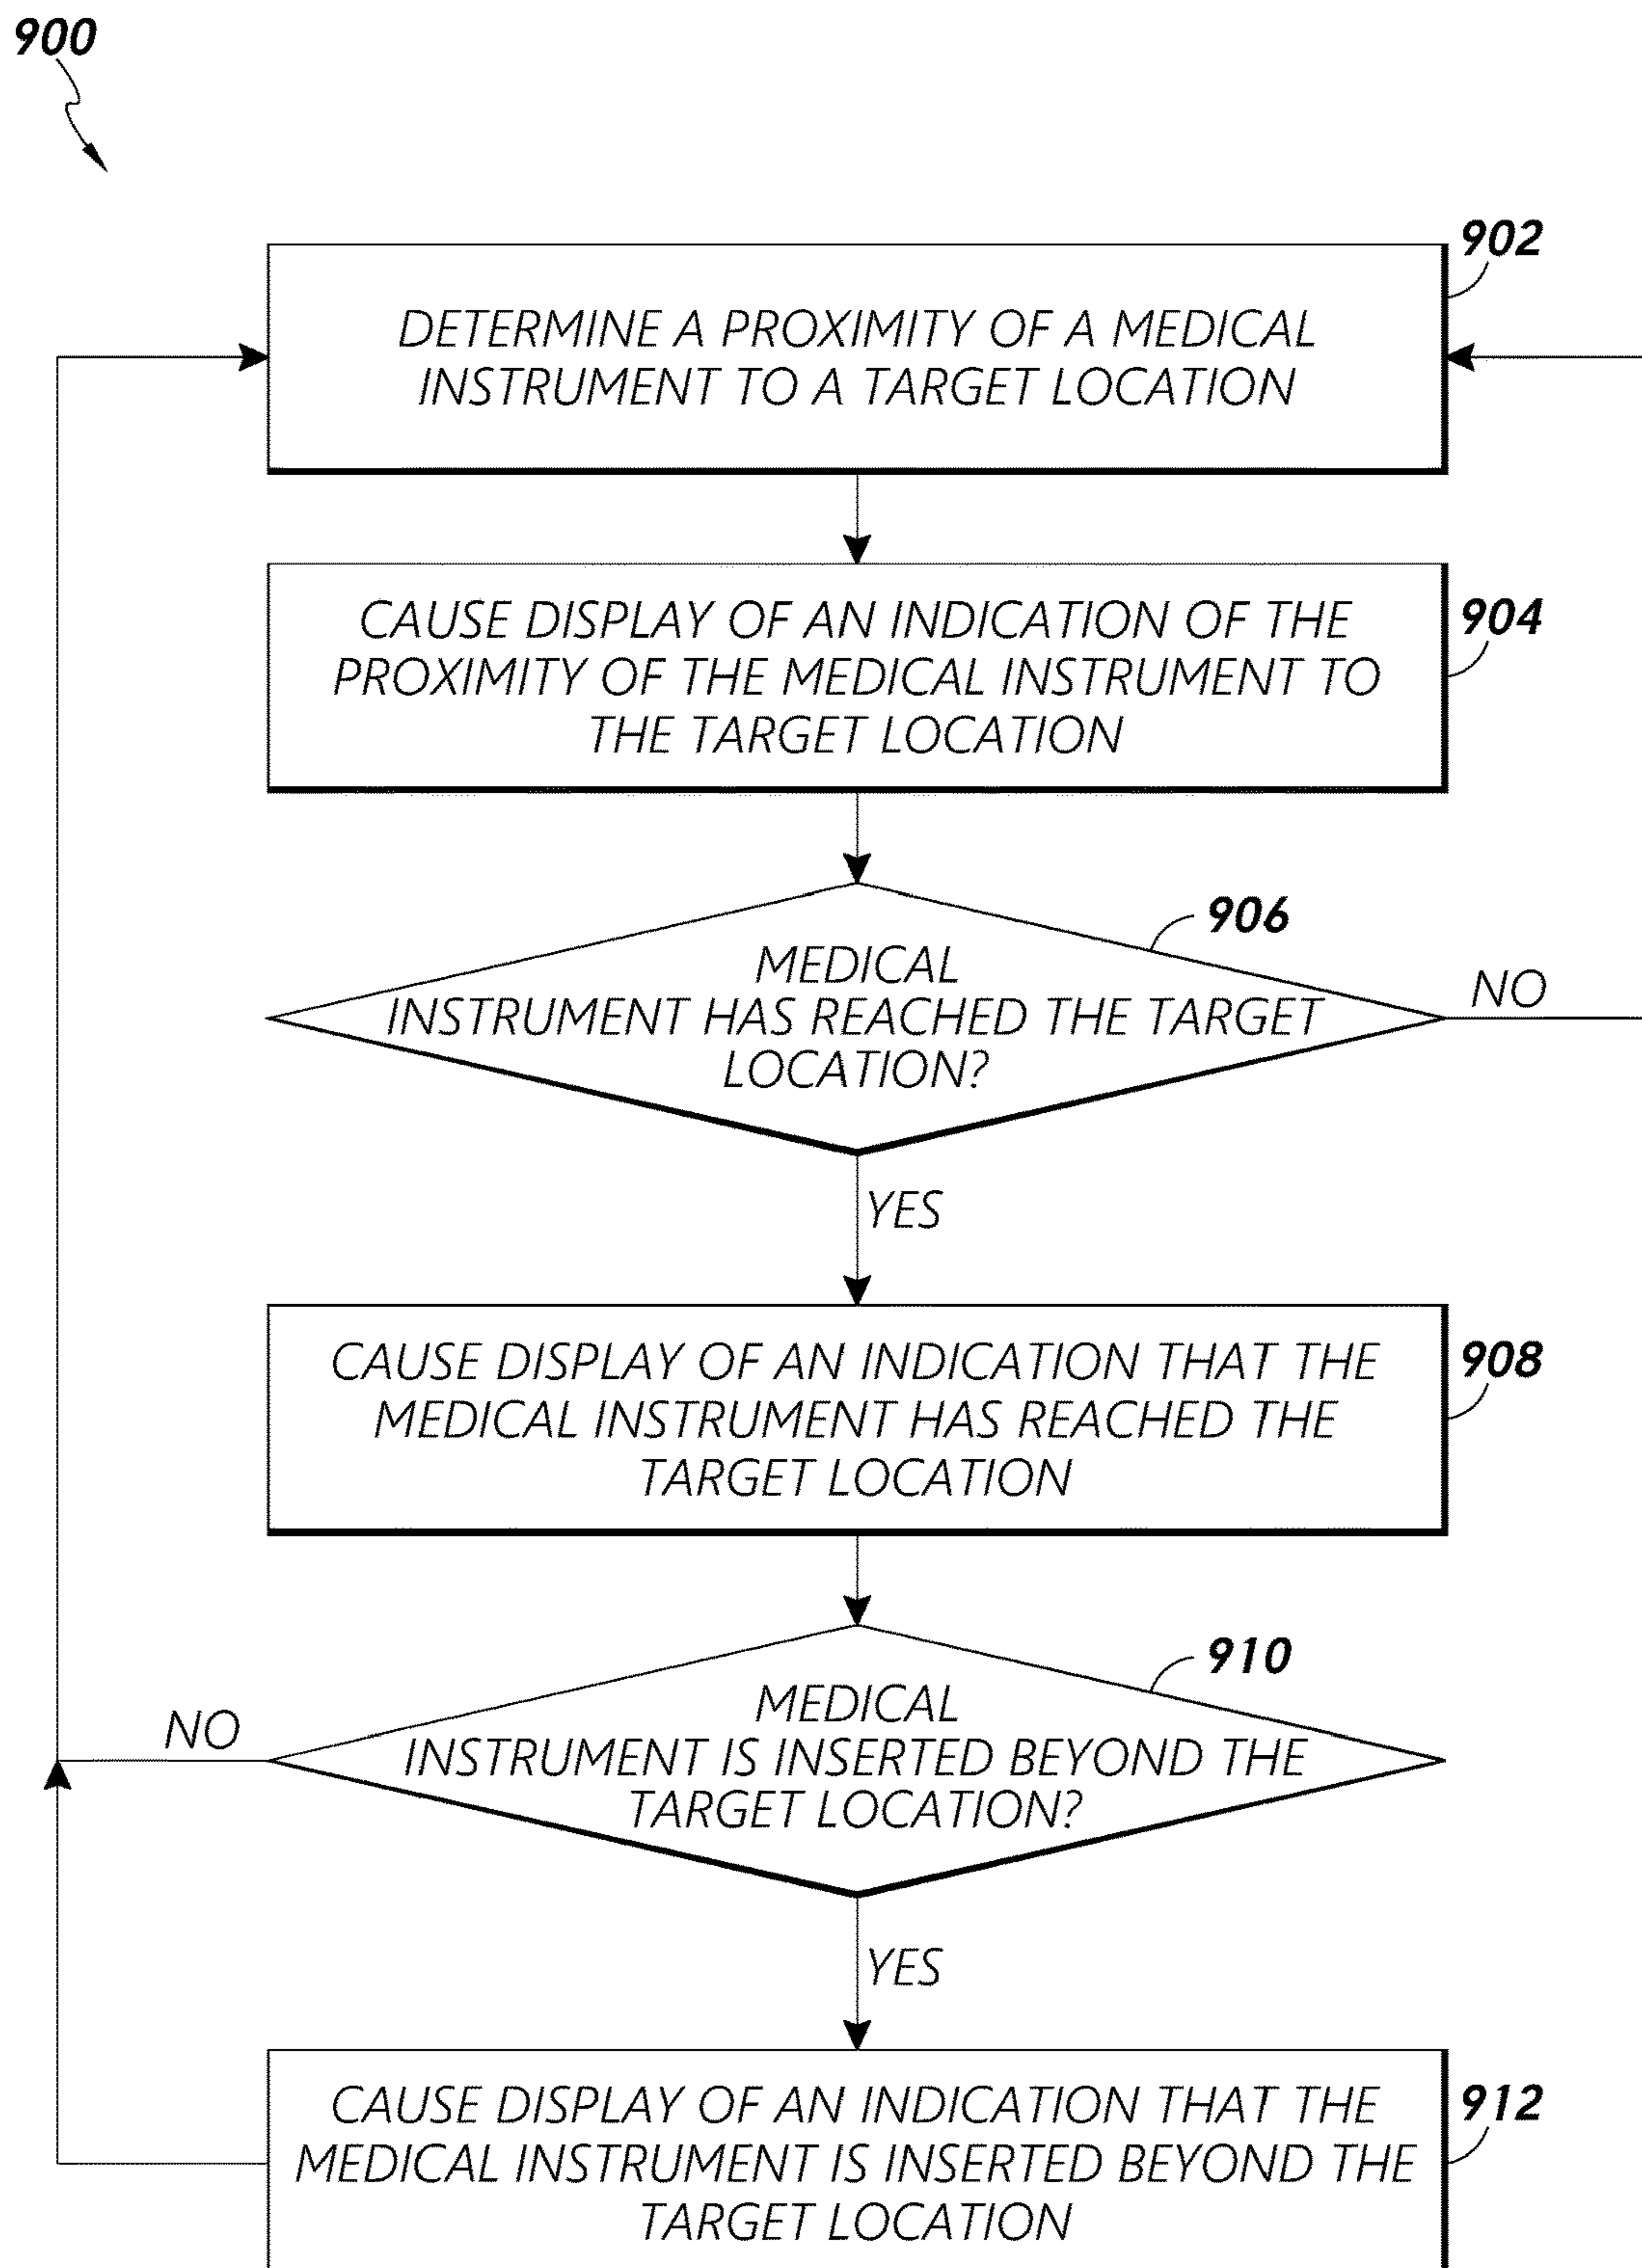 900
902
DETERMINE A PROXIMITY OF A MEDICAL
INSTRUMENT TO A TARGET LOCATION
904
CAUSE DISPLAY OF AN INDICATION OF THE
PROXIMITY OF THE MEDICAL INSTRUMENT TO
THE TARGET LOCATION
906
MEDICAL
INSTRUMENT HAS REACHED THE TARGET
LOCATION?
NO
YES
908
CAUSE DISPLAY OF AN INDICATION THAT THE
MEDICAL INSTRUMENT HAS REACHED THE
TARGET LOCATION
910
MEDICAL
INSTRUMENT IS INSERTED BEYOND THE
TARGET LOCATION?
NO
YES
912
CAUSE DISPLAY OF AN INDICATION THAT THE
MEDICAL INSTRUMENT IS INSERTED BEYOND THE
TARGET LOCATION